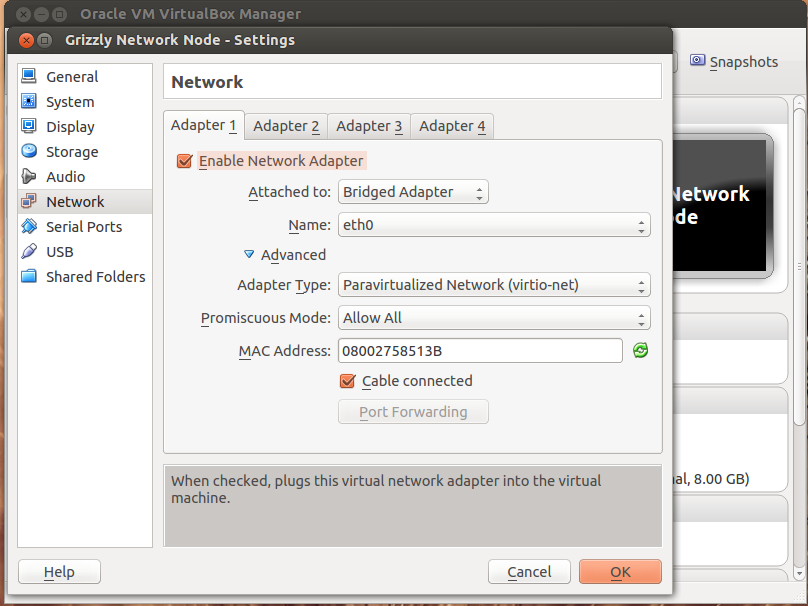 Oracle VM VirtualBox Manager
Grizzly Network Node - Settings
Snapshots
General
System
Display
Storage
Audio
Network
Serial Ports
USB
Shared Folders
Network
Adapter 1 Adapter 2 Adapter 3 Adapter 4
Enable Network Adapter
Attached to: Bridged Adapter
Name: eth0
Advanced
Adapter Type: Paravirtualized Network (virtio-net)
Promiscuous Mode: Allow All
MAC Address: 08002758513B
Cable connected
Port Forwarding
When checked, plugs this virtual network adapter into the virtual
machine.
Network
de
al, 8.00 GB)
Help Cancel OK